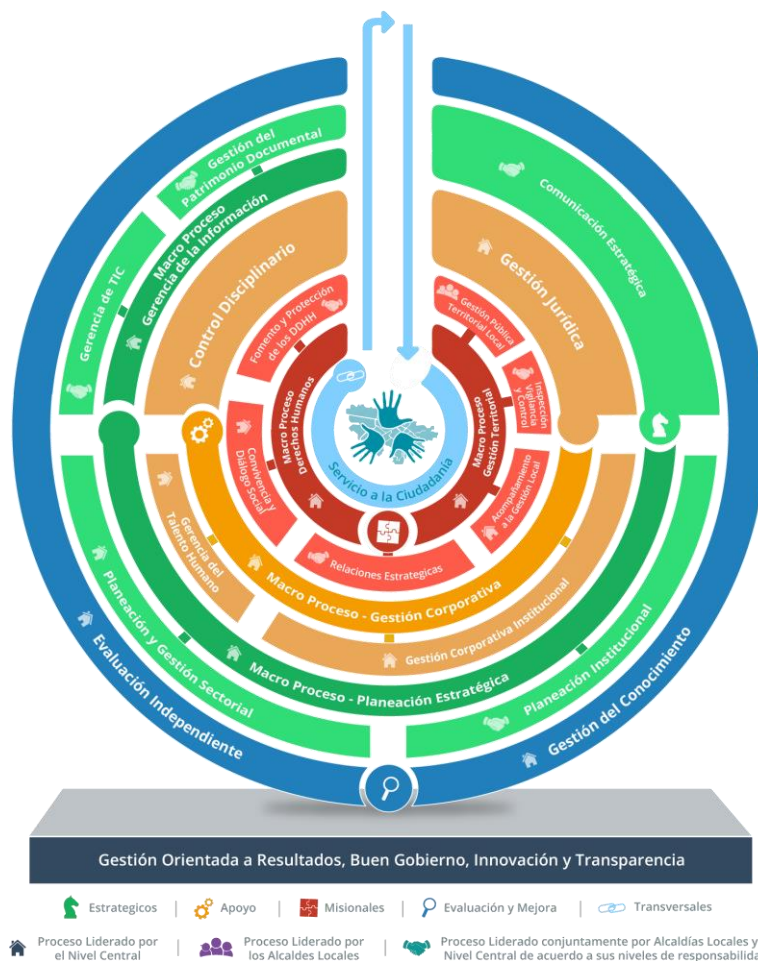 Gestión del
Patrimonio Documental
Macro Proceso
Gerencia de la Información
Gerencia de TIC
Control Disciplinario
Fomento y Protección
de los DDHH
Macro Proceso
Derechos Humanos
Convivencia y
Diálogo Social
Comunicación Estratégica
Gestión Jurídica
Gestión Pública
Territorial Local
Inspección
Vigilancia
y Control
Macro Proceso
Gestión Territorial
Acompañamiento
a la Gestión Local
Servicio a la Ciudadanía
Relaciones Estrategicas
Gerencia del
Talento Humano
Macro Proceso - Gestión Corporativa
Gestión Corporativa Institucional
Macro Proceso - Planeación Estratégica
Planeación y Gestión Sectorial
Planeación Institucional
Evaluación Independiente
Gestión del Conocimiento
Gestión Orientada a Resultados, Buen Gobierno, Innovación y Transparencia
Estrategicos | Apoyo | Misionales | Evaluación y Mejora | Transversales
Proceso Liderado por
el Nivel Central
Proceso Liderado por
los Alcaldes Locales
Proceso Liderado conjuntamente por Alcaldías Locales y
Nivel Central de acuerdo a sus niveles de responsabilida